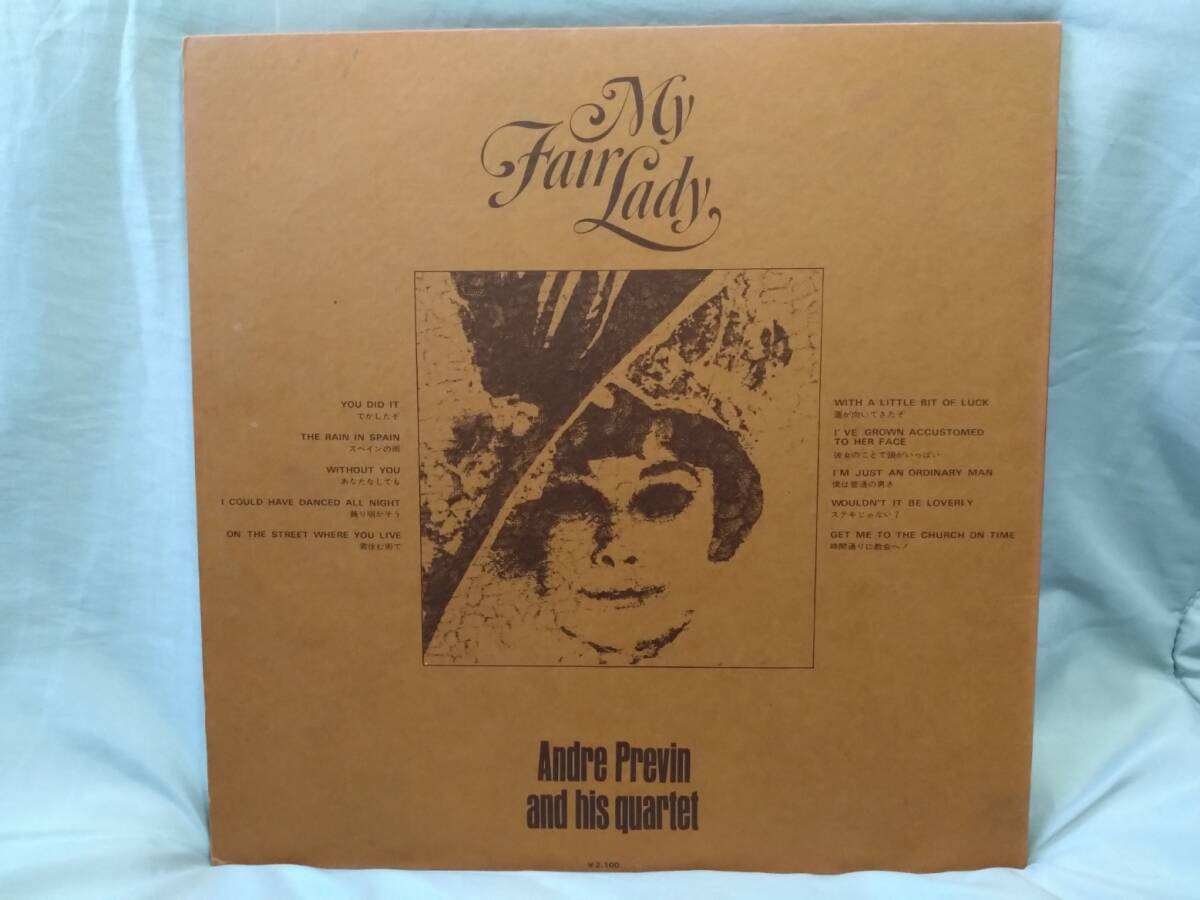 My
Fair
Lady
YOU DID IT
でかしたぞ
THE RAIN IN SPAIN
スペインの雨
WITHOUT YOU
あなたなしでも
I COULD HAVE DANCED ALL NIGHT
踊り明かそう
ON THE STREET WHERE YOU LIVE
君住む街で
WITH A LITTLE BIT OF LUCK
運が向いてきたぞ
I'VE GROWN ACCUSTOMED
TO HER FACE
彼女のことで頭がいっぱい
I'M JUST AN ORDINARY MAN
僕は普通の男さ
WOULDN'T IT BE LOVERLY
ステキじゃない?
GET ME TO THE CHURCH ON TIME
時間通りに教会へ!
Andre Previn
and his quartet
¥2,100